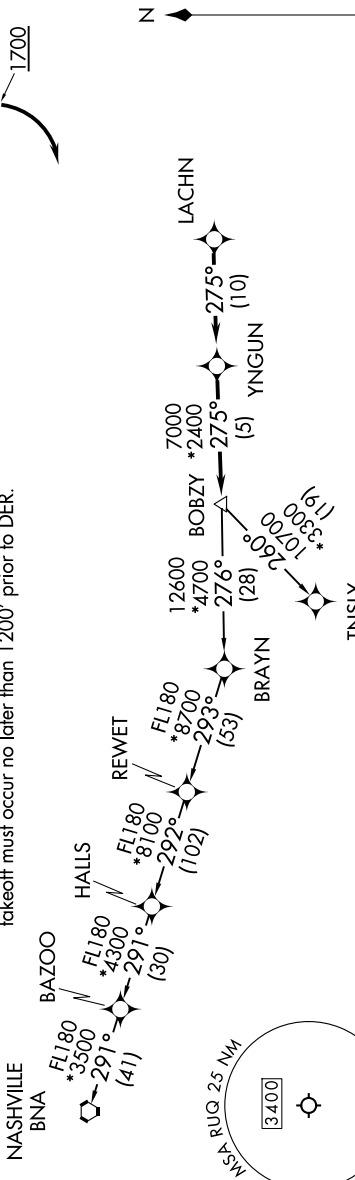 takeoff must occur no later than 1200' prior to DER.
1700
N
NASHVILLE
BNA
FL180
*3500
291°
(41)
BAZOO
FL180
*4300
291°
(30)
HALLS
FL180
*8100
292°
(102)
REWET
FL180
*8700
293°
(53)
BRAYN
12600
*4700
276°
(28)
BOBZY
7000
*2400
275°
(5)
YNGUN
275°
(10)
LACHN
260°
10700
*3300
(19)
TNSLY
MSA RUQ 25 NM
3400